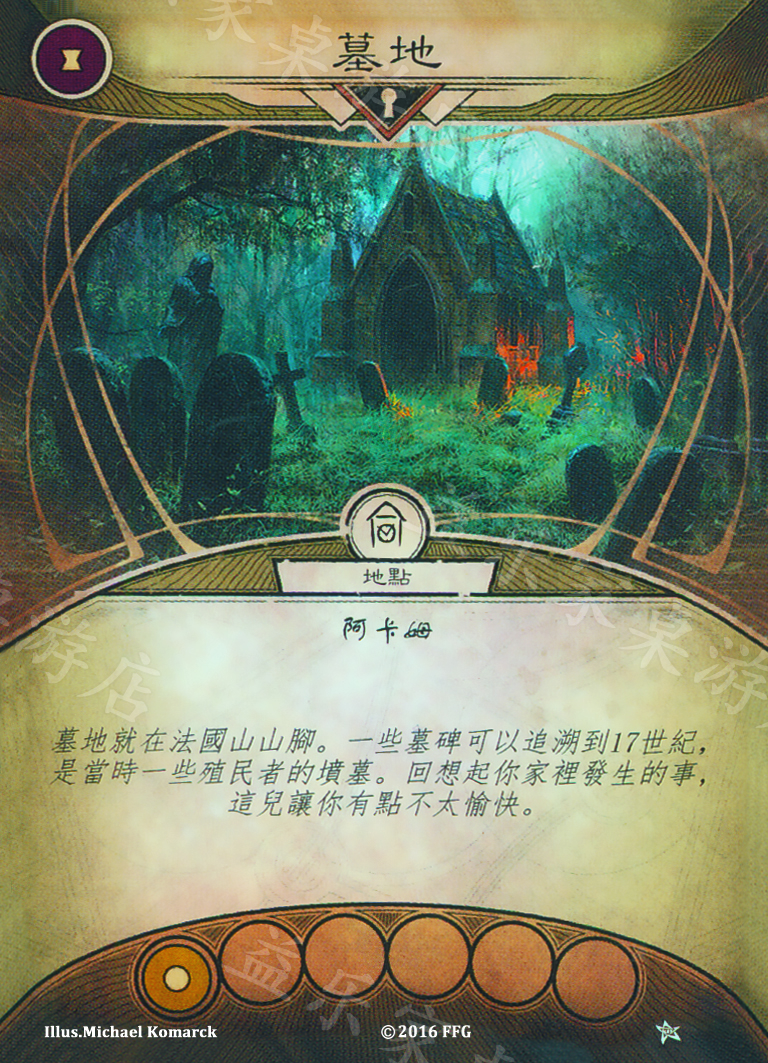 墓地
地點
阿卡姆
墓地就在法國山山腳。一些墓碑可以追溯到17世紀，
是當時一些殖民者的墳墓。回想起你家裡發生的事，
這兒讓你有點不太愉快。
Illus.Michael Komarck
©2016 FFG